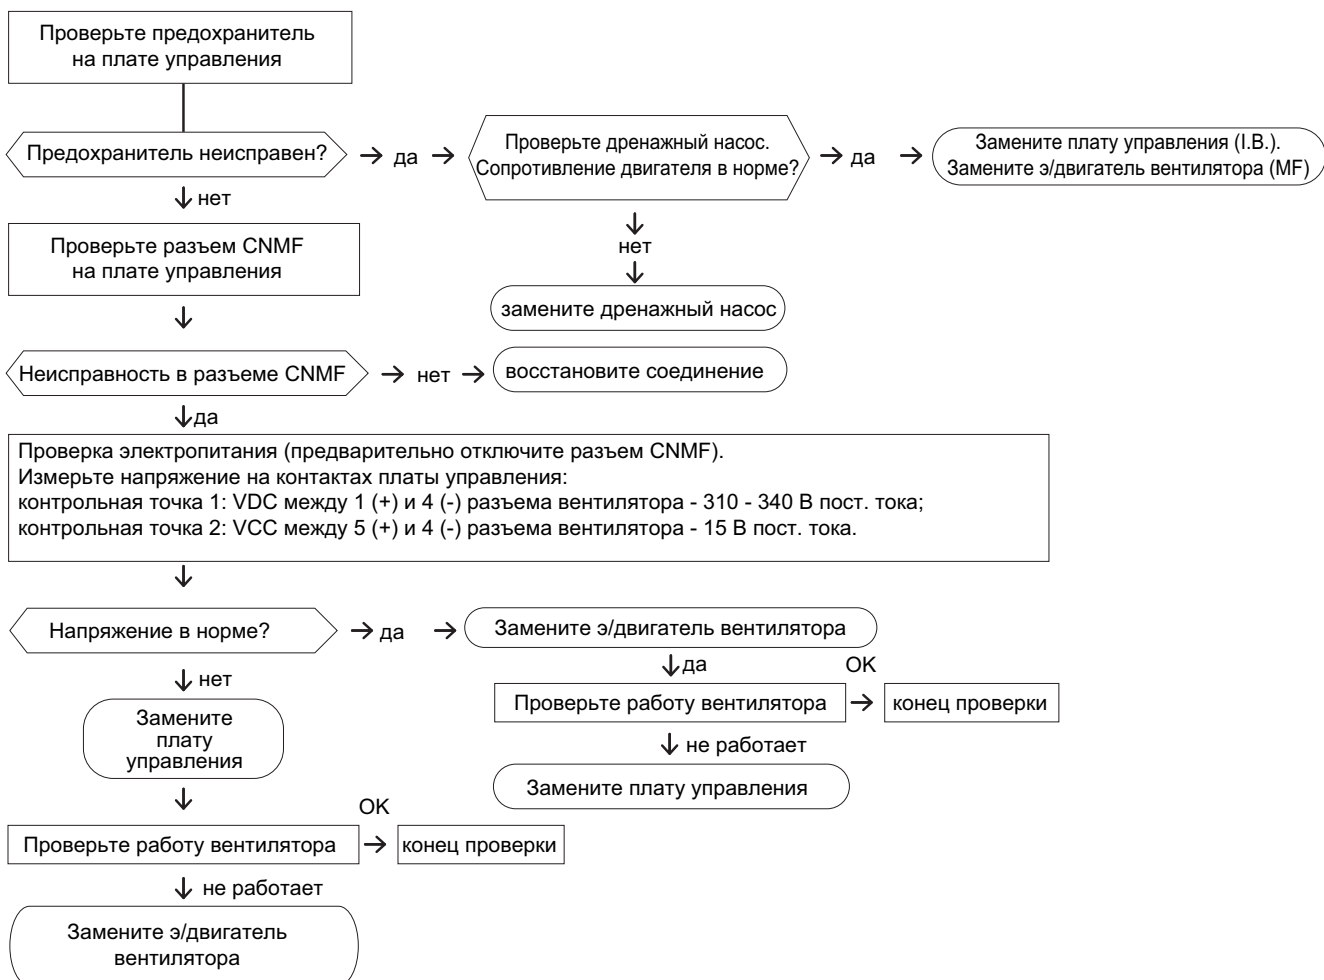 Проверьте предохранитель
на плате управления
Предохранитель неисправен?
да
Проверьте дренажный насос.
Сопротивление двигателя в норме?
да
Замените плату управления (I.B.).
Замените э/двигатель вентилятора (MF)
нет
нет
Проверьте разъем CNMF
на плате управления
замените дренажный насос
Неисправность в разъеме CNMF
нет
восстановите соединение
да
Проверка электропитания (предварительно отключите разъем CNMF).
Измерьте напряжение на контактах платы управления:
контрольная точка 1: VDC между 1 (+) и 4 (-) разъема вентилятора - 310 - 340 В пост. тока;
контрольная точка 2: VCC между 5 (+) и 4 (-) разъема вентилятора - 15 В пост. тока.
Напряжение в норме?
да
Замените э/двигатель вентилятора
да
OK
Проверьте работу вентилятора
конец проверки
не работает
Замените плату управления
нет
Замените
плату
управления
OK
Проверьте работу вентилятора
конец проверки
не работает
Замените э/двигатель
вентилятора